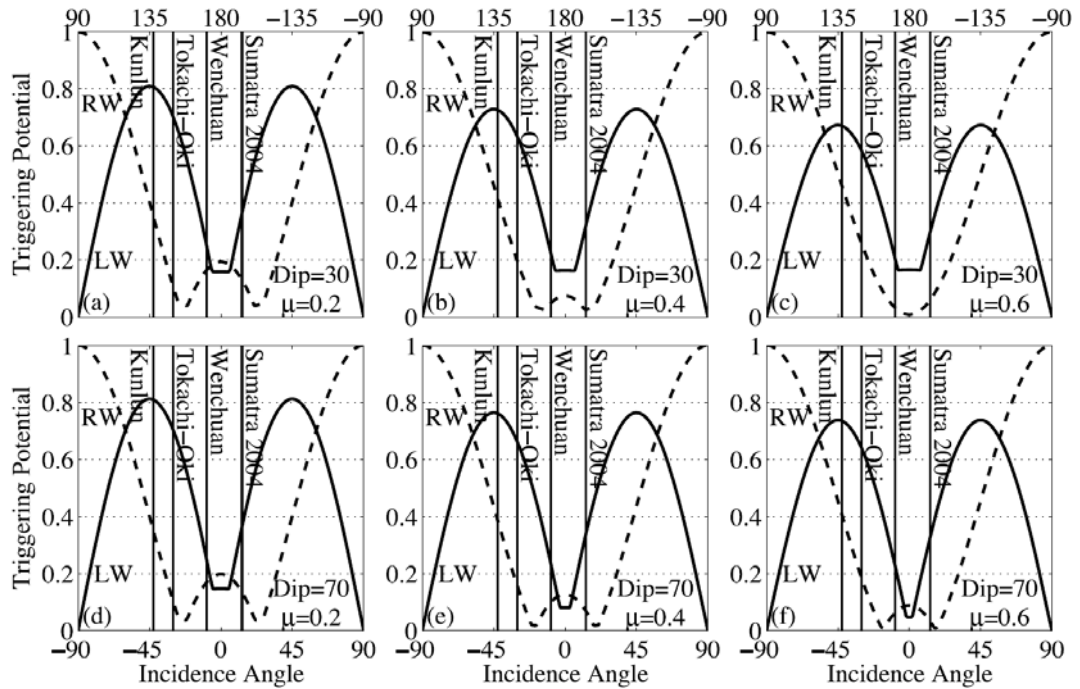 90 135 180 −135 −90
90 135 180 −135 −90
90 135 180 −135 −90
Triggering Potential
1
0.8
0.6
0.4
0.2
0
Kunlun
Tokachi−Oki
Wenchuan
Sumatra 2004
RW
LW
Dip=30
μ=0.2
(a)
Kunlun
Tokachi−Oki
Wenchuan
Sumatra 2004
RW
LW
Dip=30
μ=0.4
(b)
Kunlun
Tokachi−Oki
Wenchuan
Sumatra 2004
RW
LW
Dip=30
μ=0.6
(c)
Triggering Potential
1
0.8
0.6
0.4
0.2
0
Kunlun
Tokachi−Oki
Wenchuan
Sumatra 2004
RW
LW
Dip=70
μ=0.2
(d)
Kunlun
Tokachi−Oki
Wenchuan
Sumatra 2004
RW
LW
Dip=70
μ=0.4
(e)
Kunlun
Tokachi−Oki
Wenchuan
Sumatra 2004
RW
LW
Dip=70
μ=0.6
(f)
−90 −45 0 45 90
−90 −45 0 45 90
−90 −45 0 45 90
Incidence Angle
Incidence Angle
Incidence Angle